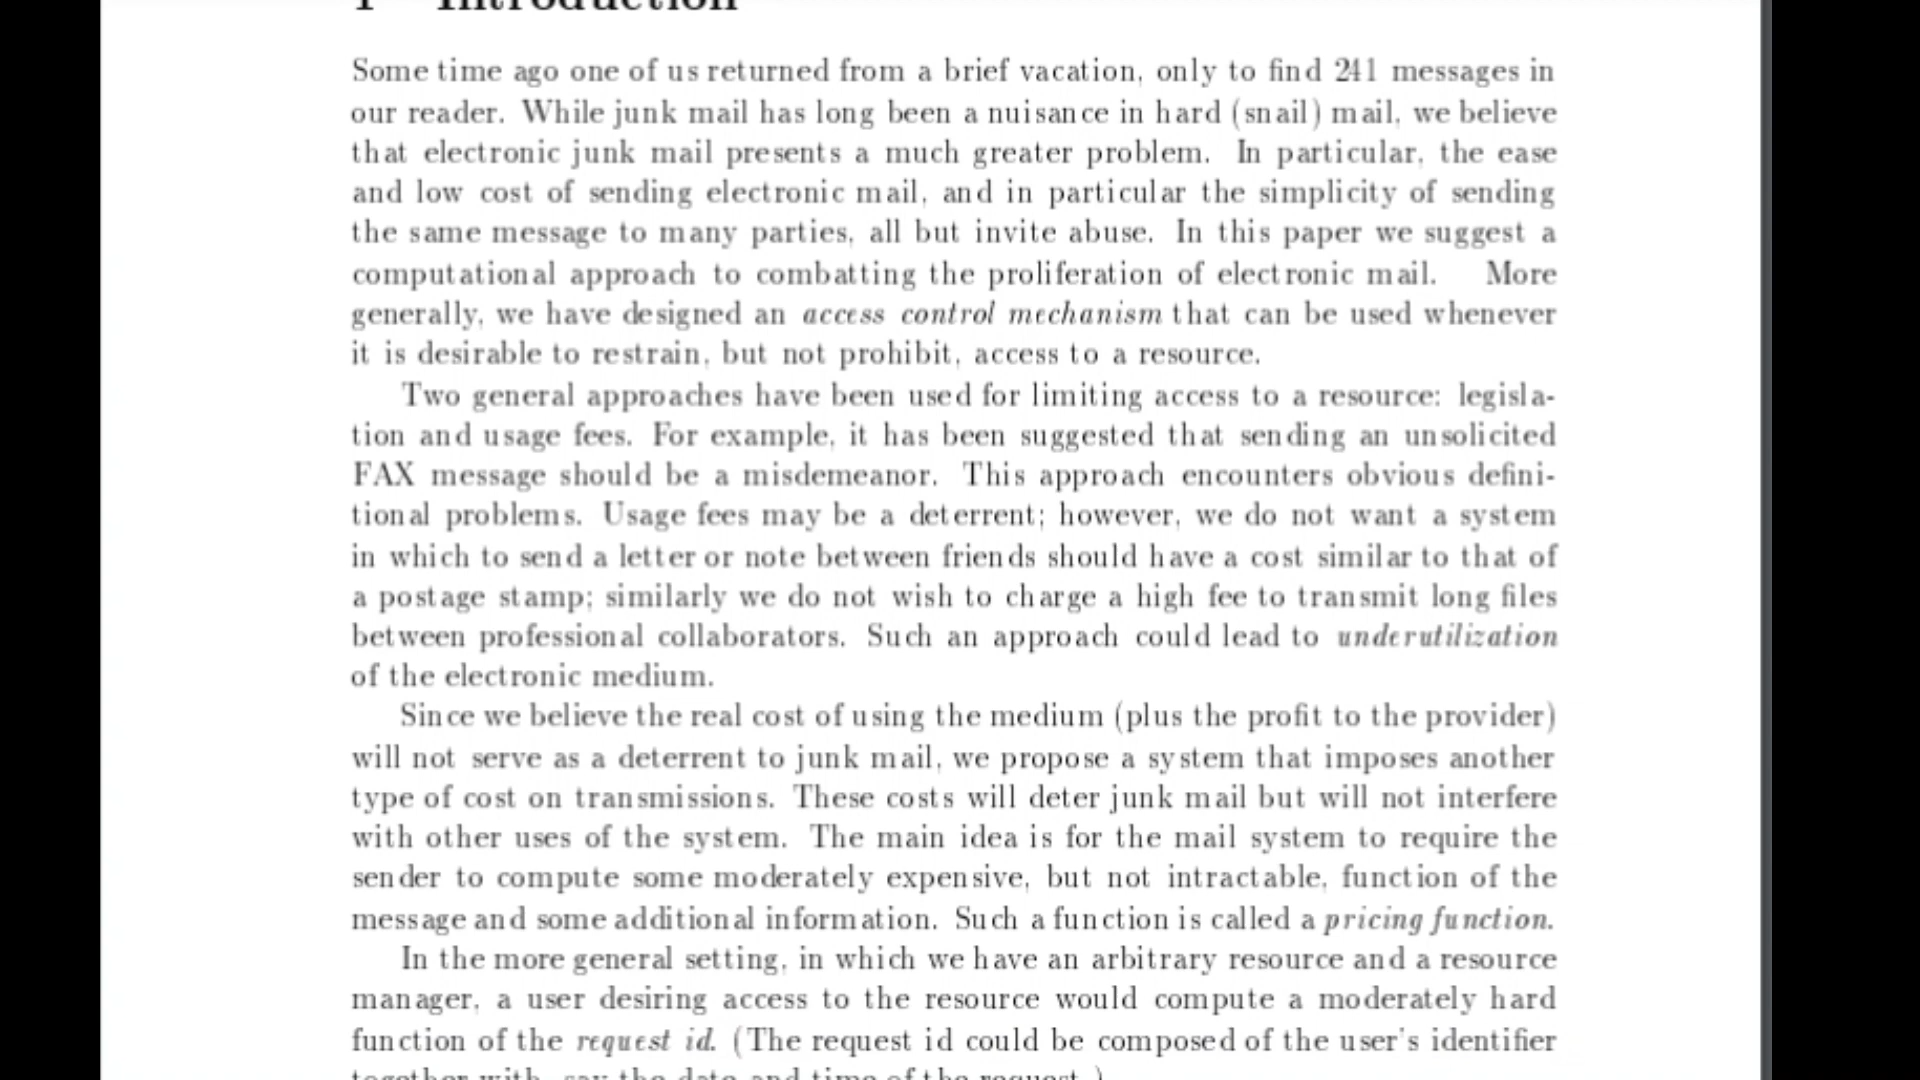 1 Introduction
Some time ago one of us returned from a brief vacation, only to find 241 messages in
our reader. While junk mail has long been a nuisance in hard (snail) mail, we believe
that electronic junk mail presents a much greater problem. In particular, the ease
and low cost of sending electronic mail, and in particular the simplicity of sending
the same message to many parties, all but invite abuse. In this paper we suggest a
computational approach to combatting the proliferation of electronic mail. More
generally, we have designed an access control mechanism that can be used whenever
it is desirable to restrain, but not prohibit, access to a resource.
Two general approaches have been used for limiting access to a resource: legisla-
tion and usage fees. For example, it has been suggested that sending an unsolicited
FAX message should be a misdemeanor. This approach encounters obvious defini-
tional problems. Usage fees may be a deterrent; however, we do not want a system
in which to send a letter or note between friends should have a cost similar to that of
a postage stamp; similarly we do not wish to charge a high fee to transmit long files
between professional collaborators. Such an approach could lead to underutilization
of the electronic medium.
Since we believe the real cost of using the medium (plus the profit to the provider)
will not serve as a deterrent to junk mail, we propose a system that imposes another
type of cost on transmissions. These costs will deter junk mail but will not interfere
with other uses of the system. The main idea is for the mail system to require the
sender to compute some moderately expensive, but not intractable, function of the
message and some additional information. Such a function is called a pricing function.
In the more general setting, in which we have an arbitrary resource and a resource
manager, a user desiring access to the resource would compute a moderately hard
function of the request id. (The request id could be composed of the user's identifier
together with, say, the date and time of the request.)